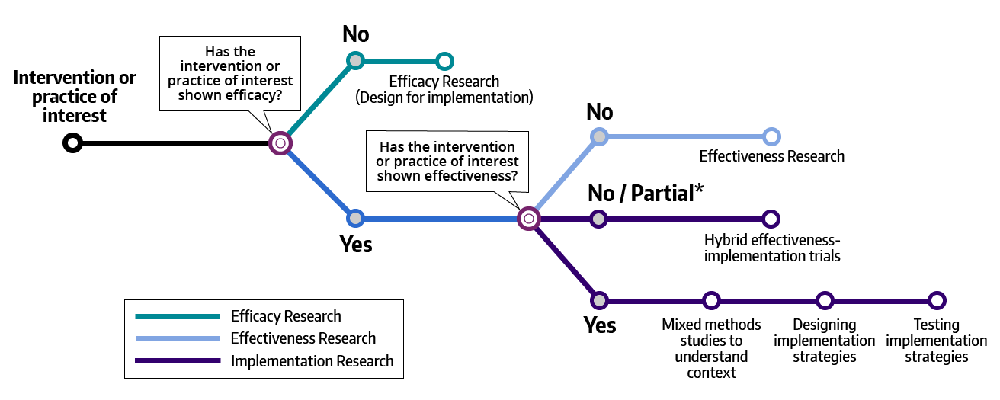 Intervention or
practice of
interest
Has the
intervention or
practice of interest
shown efficacy?
No
Efficacy Research
(Design for implementation)
Yes
Has the intervention
or practice of interest
shown effectiveness?
No
Effectiveness Research
No / Partial*
Hybrid effectiveness-
implementation trials
Yes
Mixed methods
studies to
understand
context
Designing
implementation
strategies
Testing
implementation
strategies
Efficacy Research
Effectiveness Research
Implementation Research